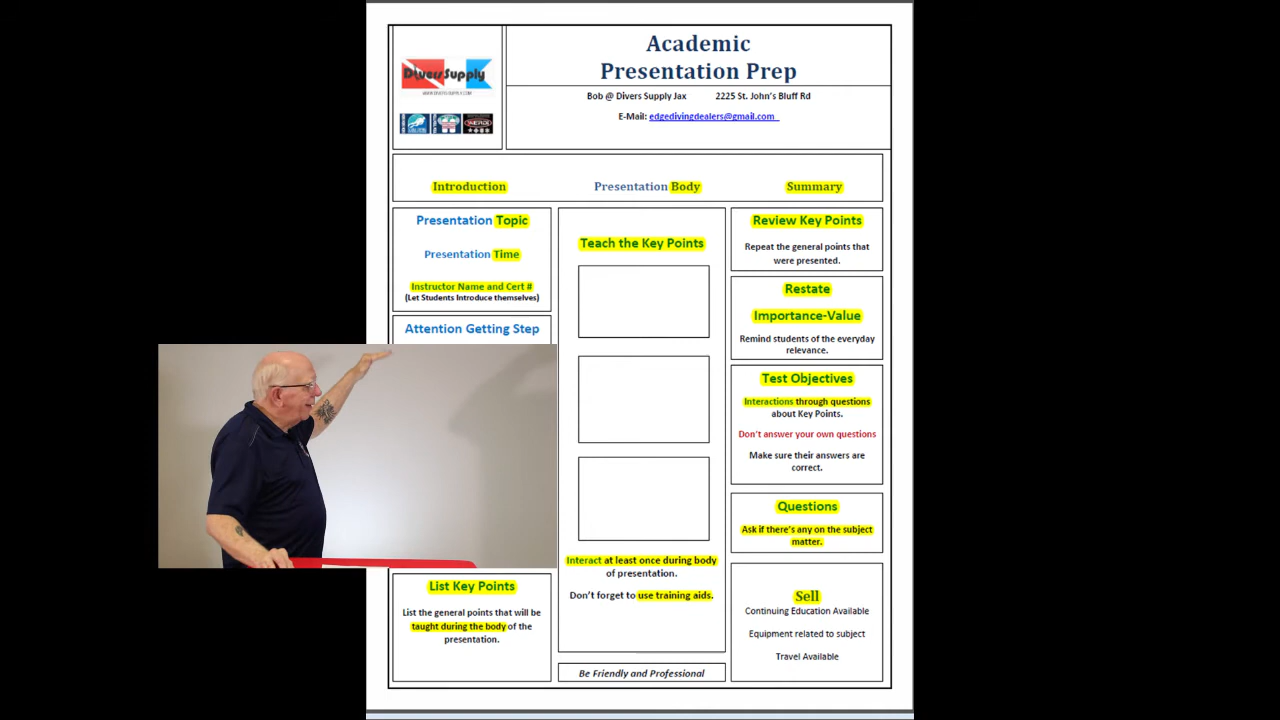 Divers Supply
WWW.DIVERSSUPPLY.COM
Academic
Presentation Prep
Bob @ Divers Supply Jax 2225 St. John's Bluff Rd
E-Mail: edgedivingdealers@gmail.com
Introduction
Presentation Body
Summary
Presentation Topic
Presentation Time
Instructor Name and Cert #
(Let Students Introduce themselves)
Attention Getting Step
List Key Points
List the general points that will be
taught during the body of the
presentation.
Teach the Key Points
Interact at least once during body
of presentation.
Don't forget to use training aids.
Be Friendly and Professional
Review Key Points
Repeat the general points that
were presented.
Restate
Importance-Value
Remind students of the everyday
relevance.
Test Objectives
Interactions through questions
about Key Points.
Don't answer your own questions
Make sure their answers are
correct.
Questions
Ask if there's any on the subject
matter.
Sell
Continuing Education Available
Equipment related to subject
Travel Available